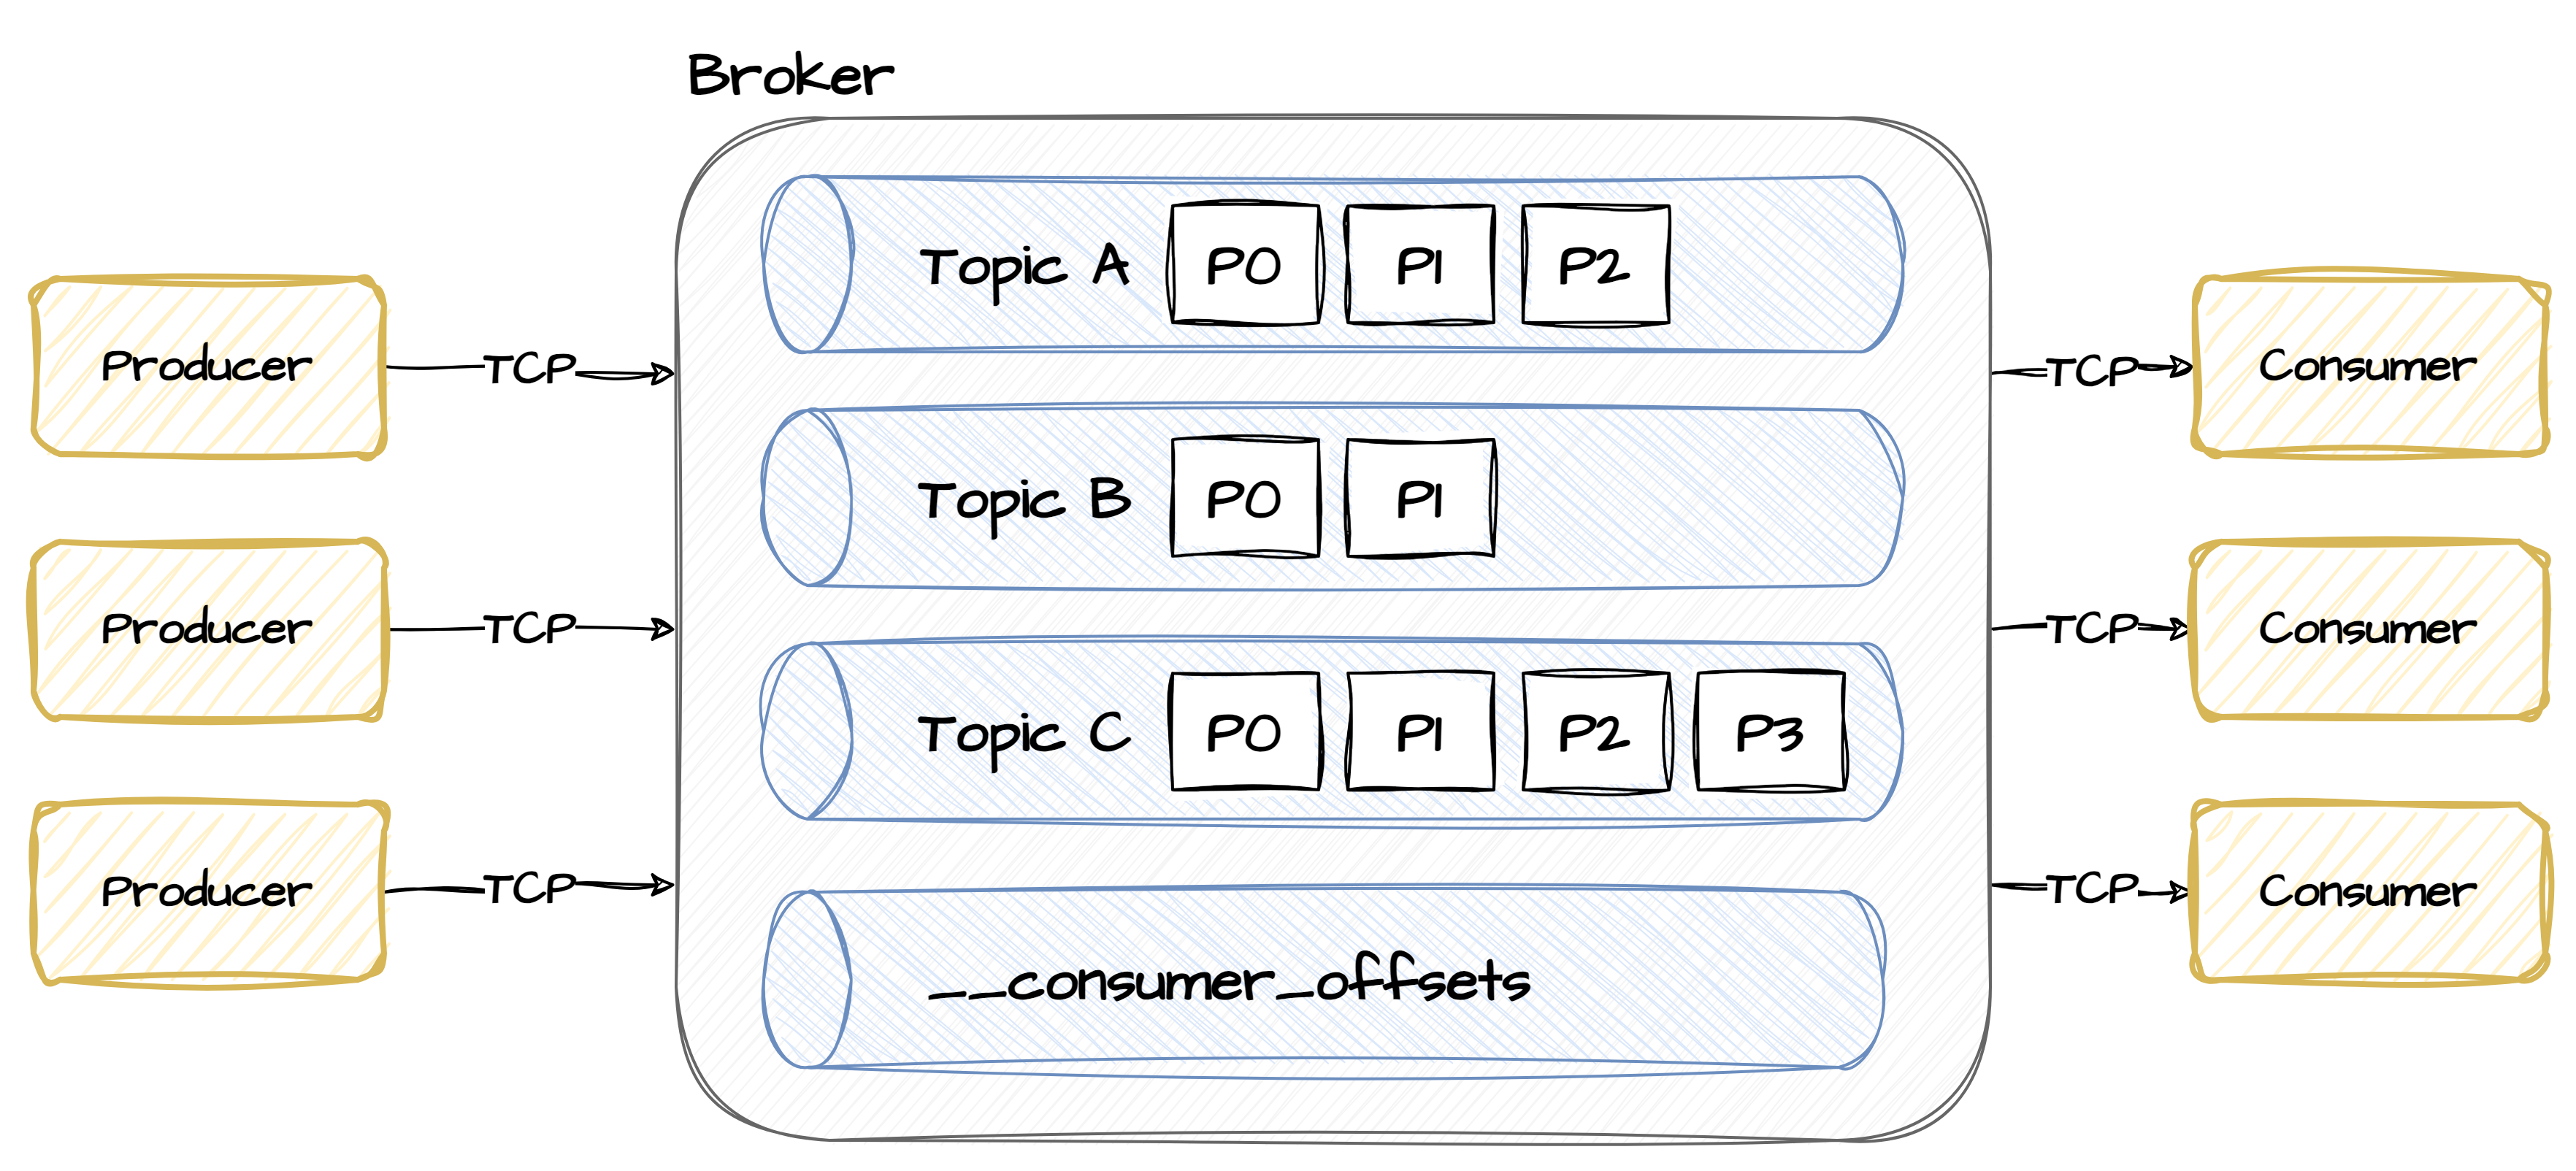 Broker
Topic A P0 P1 P2
Producer TCP TCP Consumer
Topic B P0 P1
Producer TCP TCP Consumer
Topic C P0 P1 P2 P3
Producer TCP TCP Consumer
__consumer_offsets